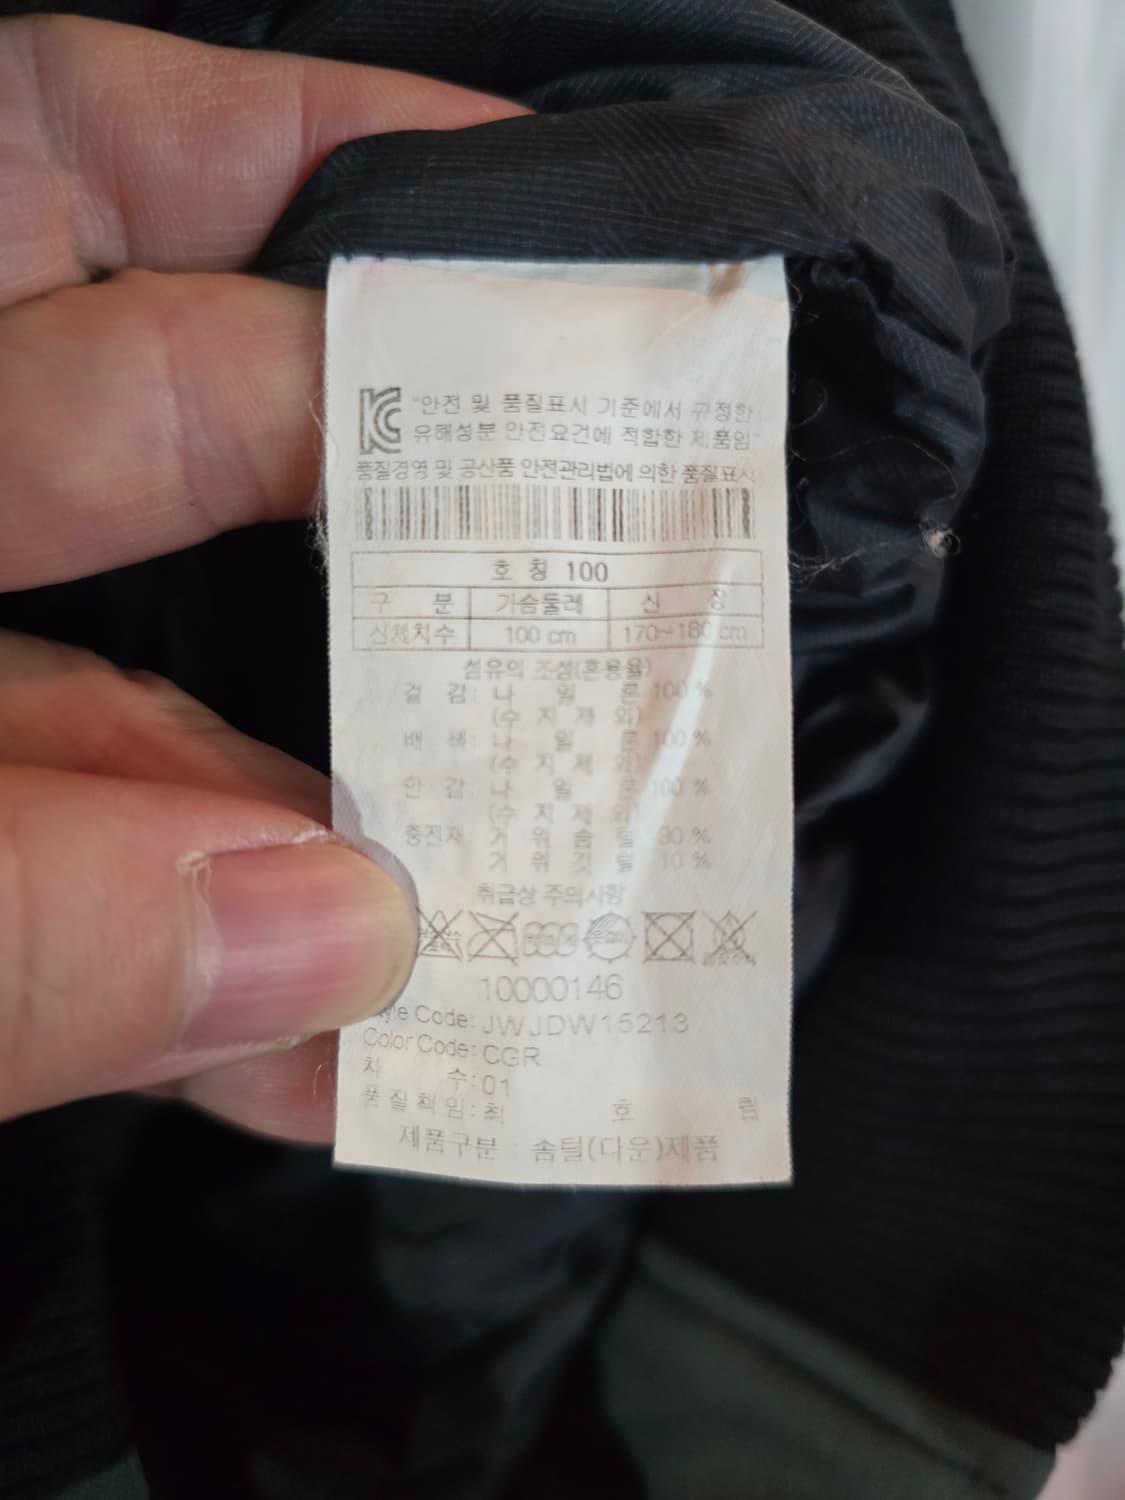 "안전 및 품질표시 기준에서 규정한
유해성분 안전요건에 적합한 제품임"
품질경영 및 공산품 안전관리법에 의한 품질표시
호 칭 100
구 분 가슴둘레 신 장
신체치수 100 cm 170~180 cm
섬유의 조성(혼용율)
겉 감: 나 일 론 100 %
(수 지 제 외)
배 색: 나 일 론 100 %
(수 지 제 외)
안 감: 나 일 론 100 %
(수 지 제 외)
충전재 거 위 솜 털 90 %
거 위 깃 털 10 %
취급상 주의사항
10000146
Style Code: JWJDW15213
Color Code: CGR
차 수: 01
품 질 책 임: 최 호 림
제품구분 : 솜털(다운)제품